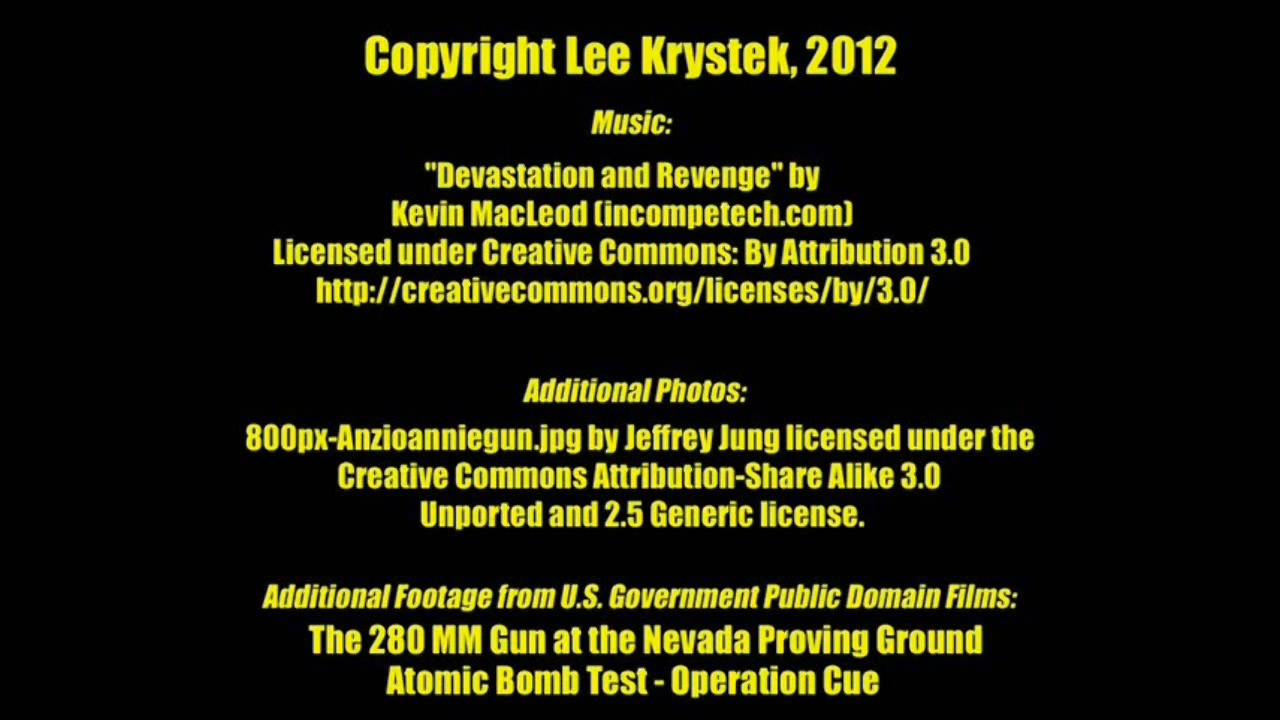 Copyright Lee Krystek, 2012
Music:
"Devastation and Revenge" by
Kevin MacLeod (incompetech.com)
Licensed under Creative Commons: By Attribution 3.0
http://creativecommons.org/licenses/by/3.0/
Additional Photos:
800px-Anzioanniegun.jpg by Jeffrey Jung licensed under the
Creative Commons Attribution-Share Alike 3.0
Unported and 2.5 Generic license.
Additional Footage from U.S. Government Public Domain Films:
The 280 MM Gun at the Nevada Proving Ground
Atomic Bomb Test - Operation Cue